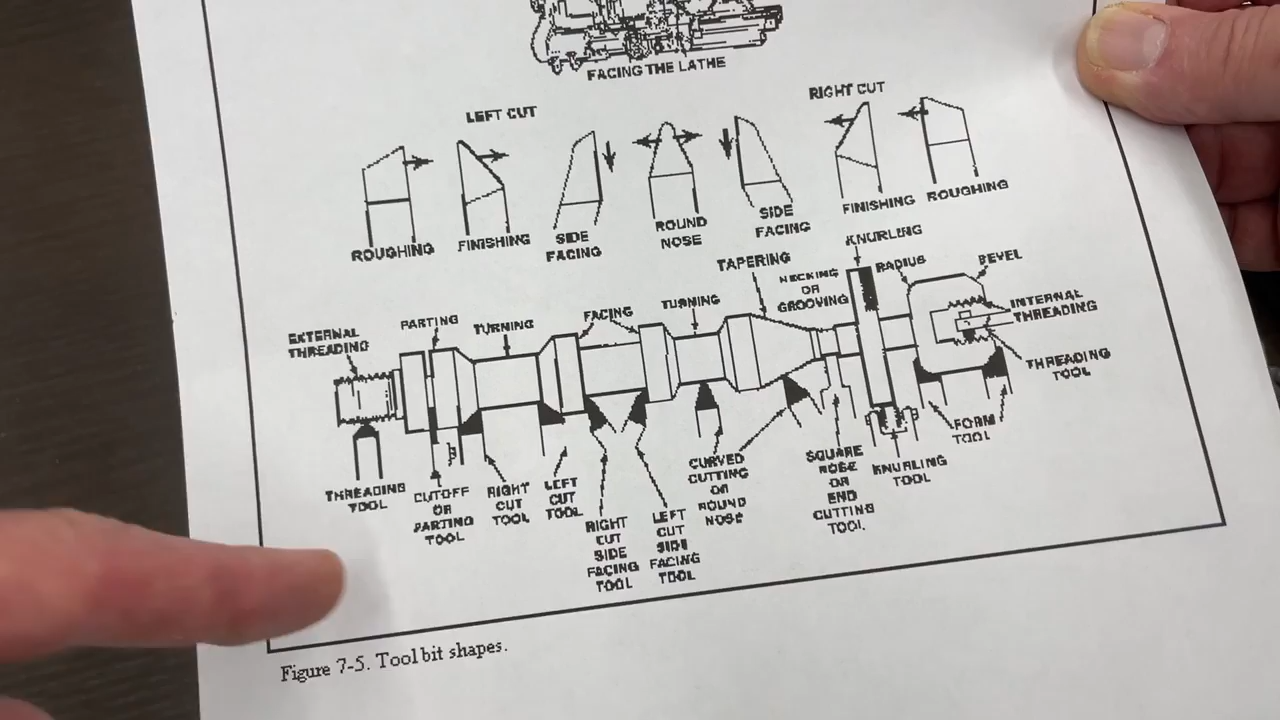 FACING THE LATHE
LEFT CUT
RIGHT CUT
ROUGHING
FINISHING
SIDE
FACING
ROUND
NOSE
SIDE
FACING
FINISHING
ROUGHING
EXTERNAL
THREADING
PARTING
TURNING
FACING
TURNING
TAPERING
NECKING
OR
GROOVING
KNURLING
RADIUS
BEVEL
INTERNAL
THREADING
THREADING
TOOL
FORM
TOOL
THREADING
TOOL
CUTOFF
OR
PARTING
TOOL
RIGHT
CUT
TOOL
LEFT
CUT
TOOL
RIGHT
CUT
SIDE
FACING
TOOL
LEFT
CUT
SIDE
FACING
TOOL
CURVED
CUTTING
OR
ROUND
NOSE
SQUARE
NOSE
OR
END
CUTTING
TOOL
KNURLING
TOOL
Figure 7-5. Tool bit shapes.